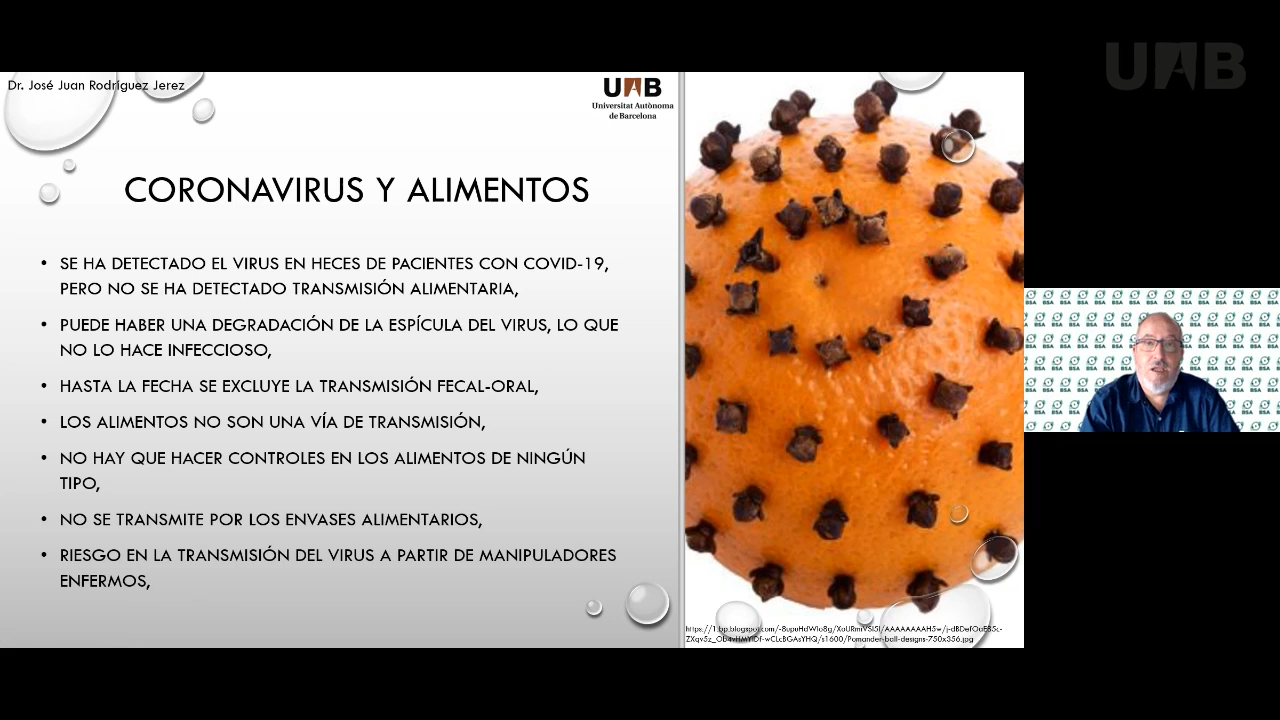 UAB
Dr. José Juan Rodríguez Jerez
UAB
Universitat Autònoma
de Barcelona
CORONAVIRUS Y ALIMENTOS
• SE HA DETECTADO EL VIRUS EN HECES DE PACIENTES CON COVID-19,
PERO NO SE HA DETECTADO TRANSMISIÓN ALIMENTARIA,
• PUEDE HABER UNA DEGRADACIÓN DE LA ESPÍCULA DEL VIRUS, LO QUE
NO LO HACE INFECCIOSO,
• HASTA LA FECHA SE EXCLUYE LA TRANSMISIÓN FECAL-ORAL,
• LOS ALIMENTOS NO SON UNA VÍA DE TRANSMISIÓN,
• NO HAY QUE HACER CONTROLES EN LOS ALIMENTOS DE NINGÚN
TIPO,
• NO SE TRANSMITE POR LOS ENVASES ALIMENTARIOS,
• RIESGO EN LA TRANSMISIÓN DEL VIRUS A PARTIR DE MANIPULADORES
ENFERMOS,
BSA